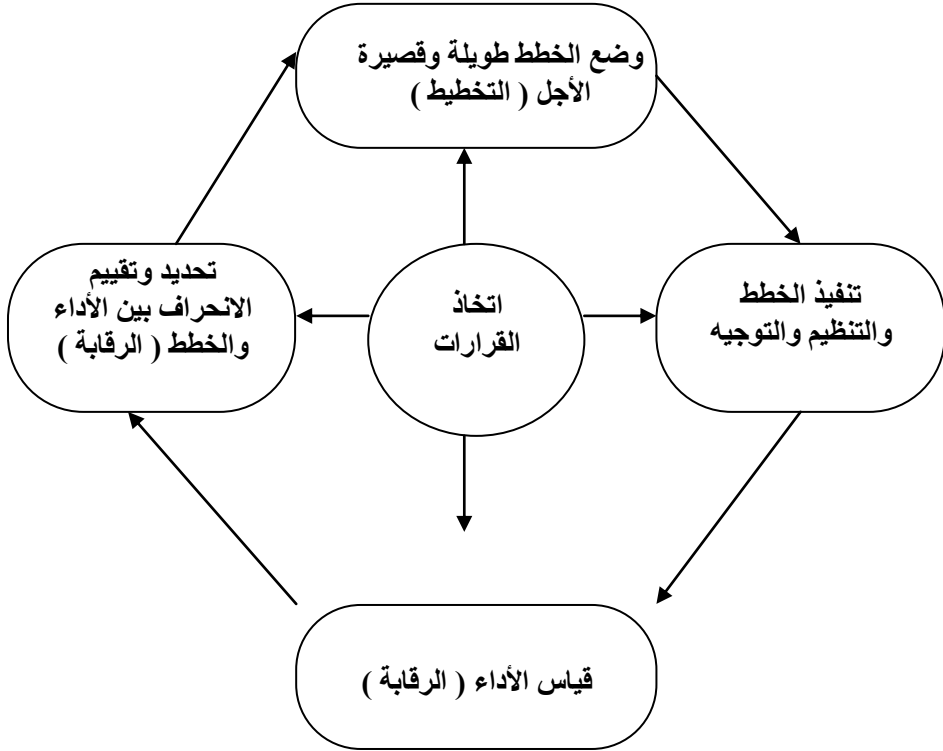 وضع الخطط طويلة وقصيرة
الأجل ( التخطيط )
تنفيذ الخطط
والتنظيم والتوجيه
اتخاذ
القرارات
تحديد وتقييم
الانحراف بين الأداء
والخطط ( الرقابة )
قياس الأداء ( الرقابة )